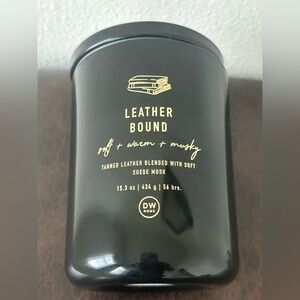 LEATHER
BOUND
soft + warm + musky
TANNED LEATHER BLENDED WITH SOFT
SUEDE MUSK
15.3 oz | 434 g | 56 hrs.
DW
HOME